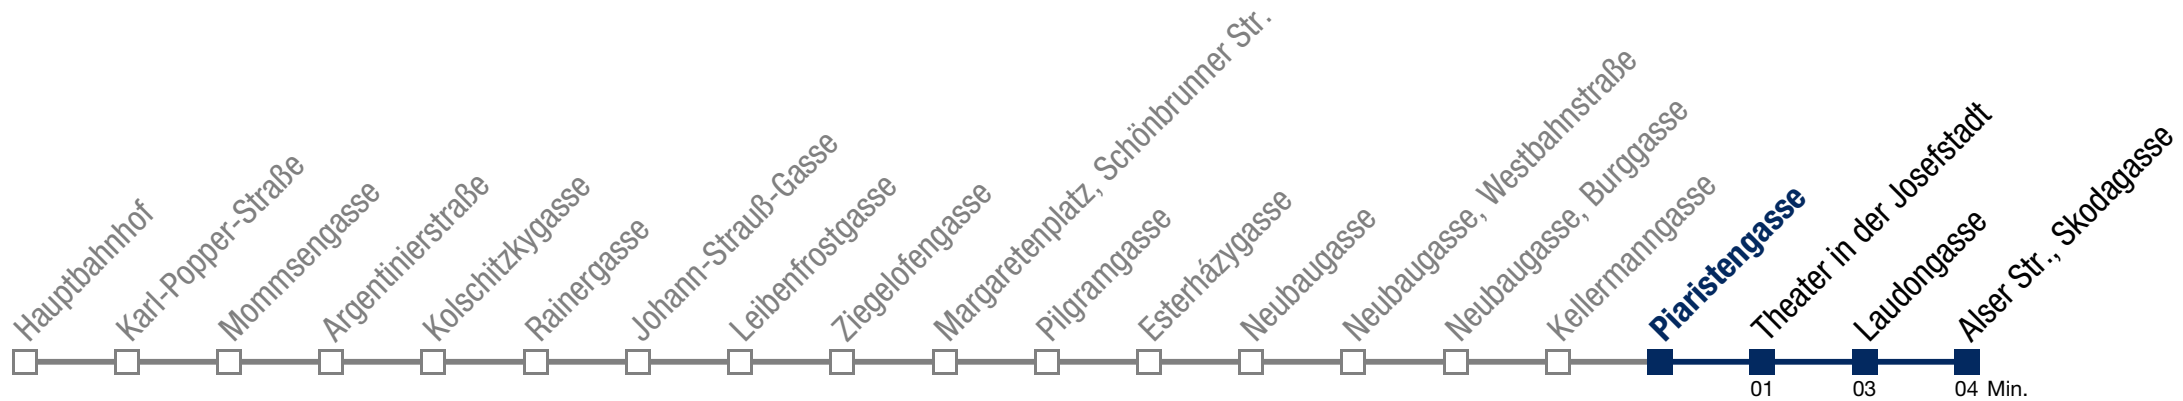 Hauptbahnhof
Karl-Popper-Straße
Mommsengasse
Argentinierstraße
Kolschitzkygasse
Rainergasse
Johann-Strauß-Gasse
Leibenfrostgasse
Ziegelofengasse
Margaretenplatz, Schönbrunner Str.
Pilgramgasse
Esterházygasse
Neubaugasse
Neubaugasse, Westbahnstraße
Neubaugasse, Burggasse
Kellermanngasse
Piaristengasse
Theater in der Josefstadt
Laudongasse
Alser Str., Skodagasse
01 03 04 Min.